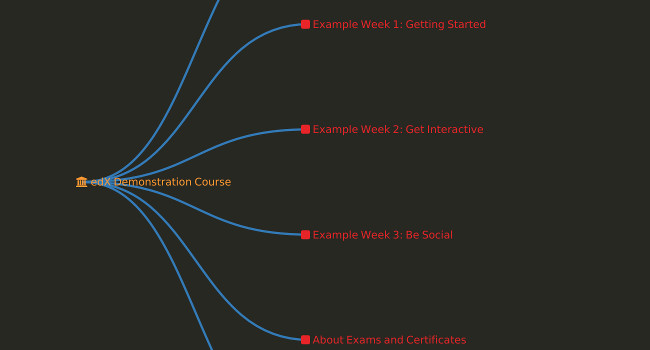 Example Week 1: Getting Started
Example Week 2: Get Interactive
edX Demonstration Course
Example Week 3: Be Social
About Exams and Certificates